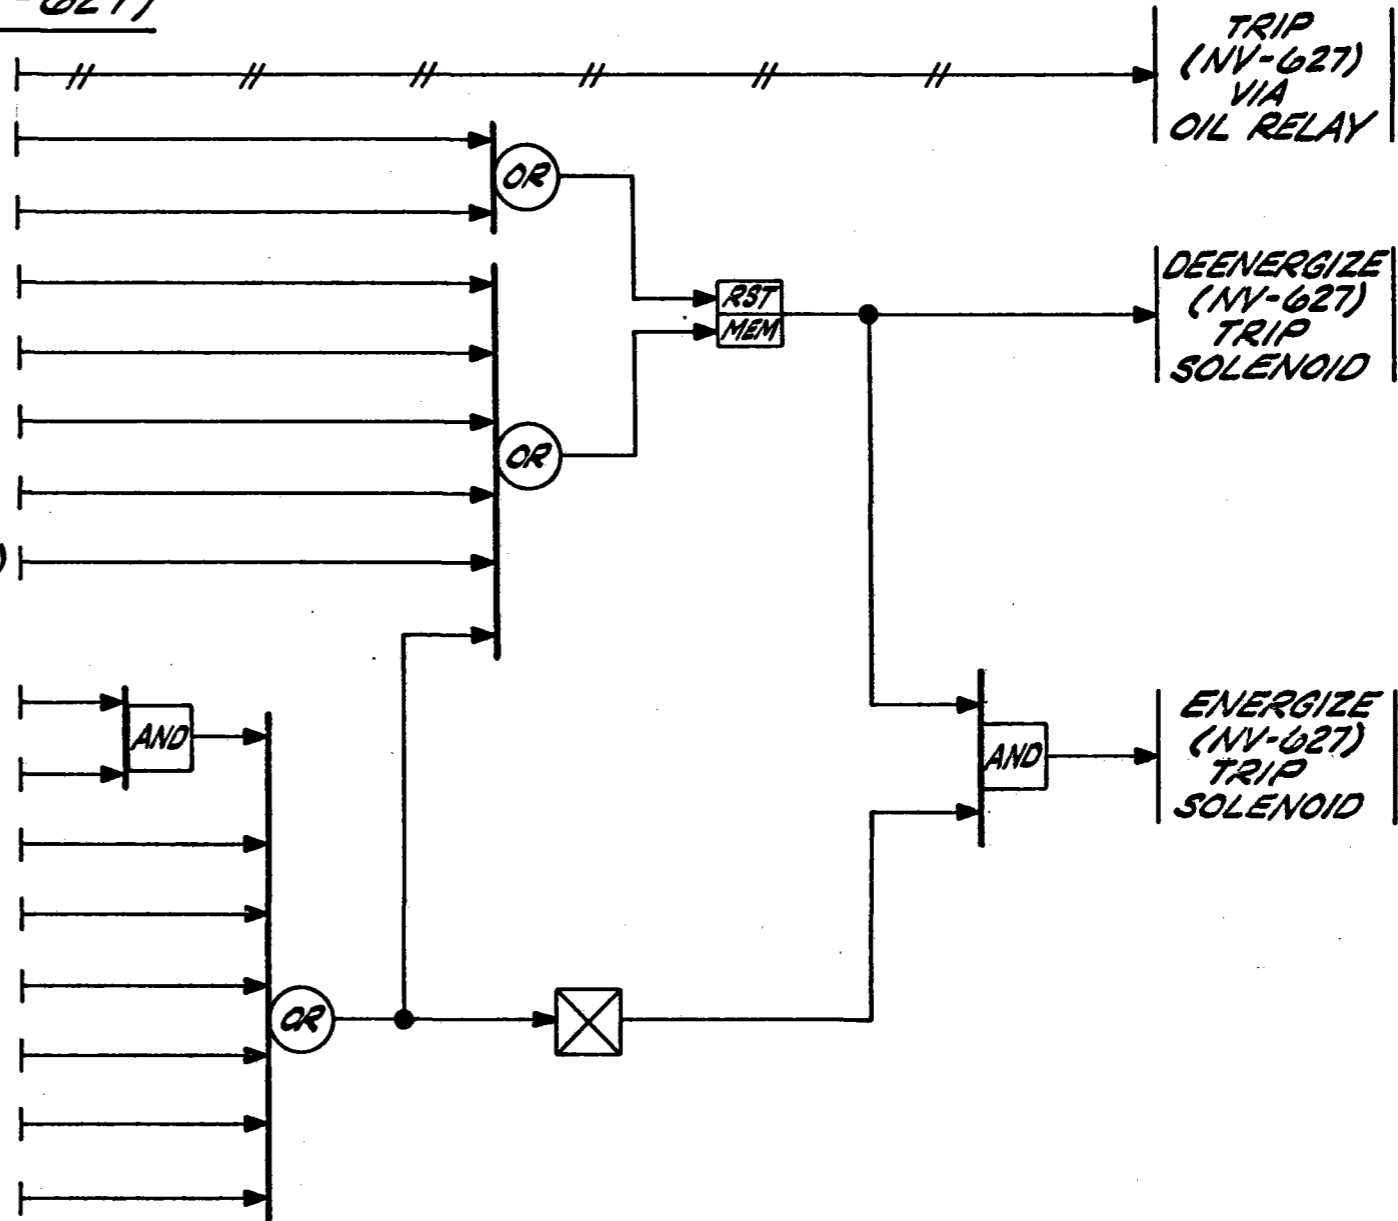 -627)
TRIP
(NV-627)
VIA
OIL RELAY
OR
RST
MEM
DEENERGIZE
(NV-627)
TRIP
SOLENOID
OR
)
AND
ENERGIZE
(NV-627)
TRIP
SOLENOID
AND
OR